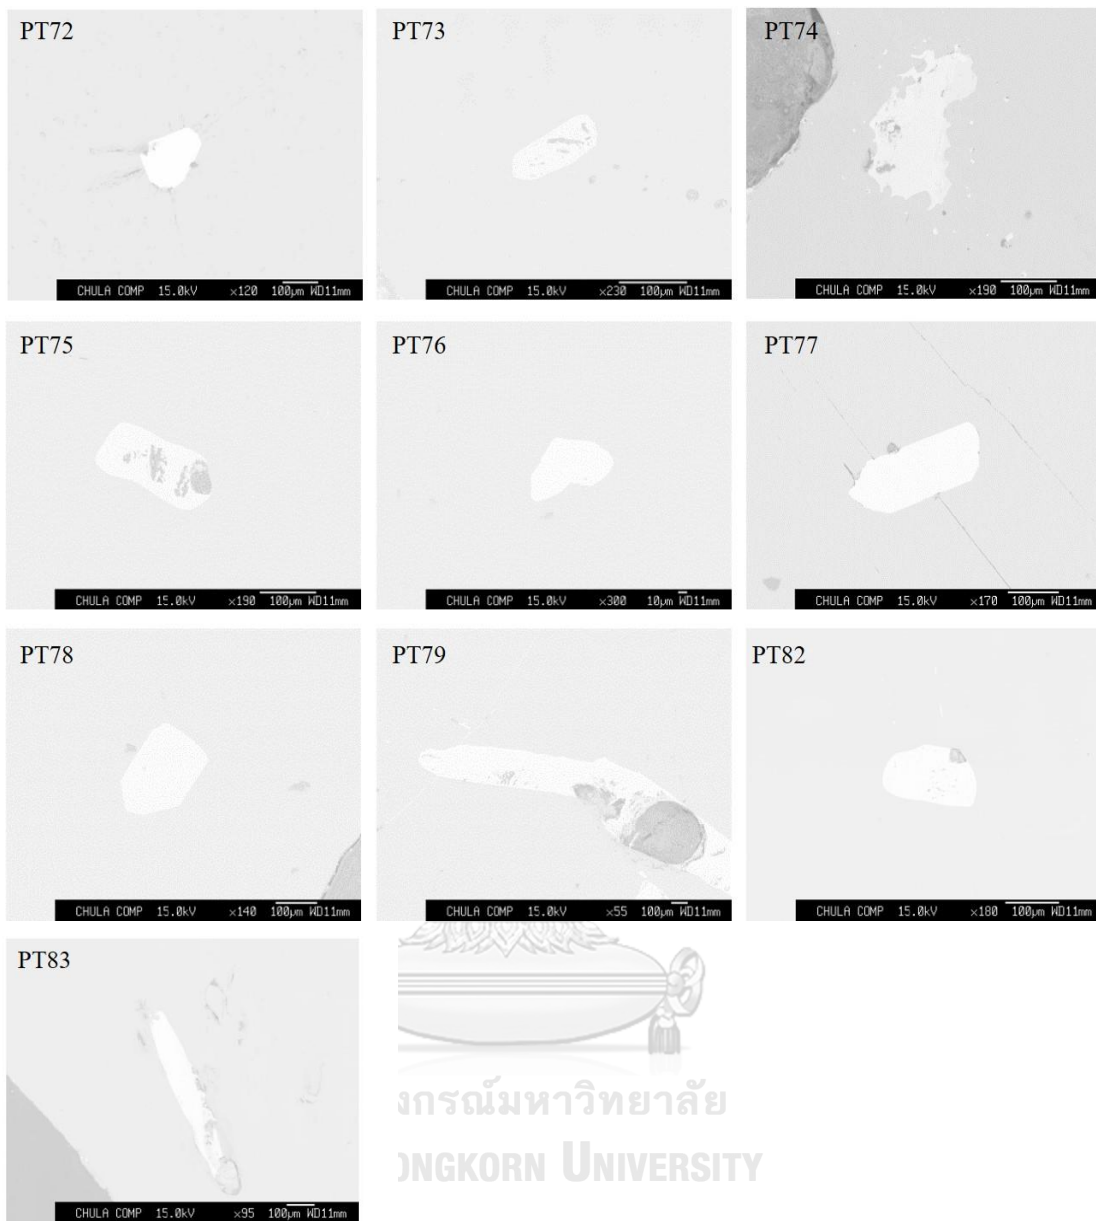 PT72
PT73
PT74
CHULA COMP 15.0kV ×120 100µm WD11mm
CHULA COMP 15.0kV ×230 100µm WD11mm
CHULA COMP 15.0kV ×190 100µm WD11mm
PT75
PT76
PT77
CHULA COMP 15.0kV ×190 100µm WD11mm
CHULA COMP 15.0kV ×300 10µm WD11mm
CHULA COMP 15.0kV ×170 100µm WD11mm
PT78
PT79
PT82
CHULA COMP 15.0kV ×140 100µm WD11mm
CHULA COMP 15.0kV ×55 100µm WD11mm
CHULA COMP 15.0kV ×180 100µm WD11mm
PT83
งกรณ์มหาวิทยาลัย
ONGKORN UNIVERSITY
CHULA COMP 15.0kV ×95 100µm WD11mm